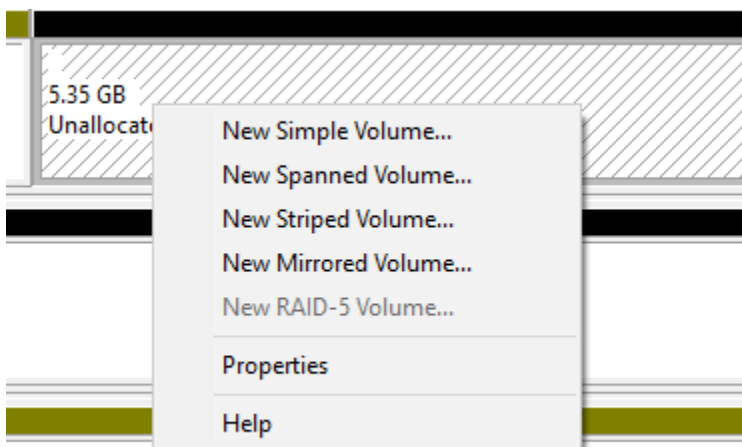 5.35 GB
Unallocat
New Simple Volume...
New Spanned Volume...
New Striped Volume...
New Mirrored Volume...
New RAID-5 Volume...
Properties
Help